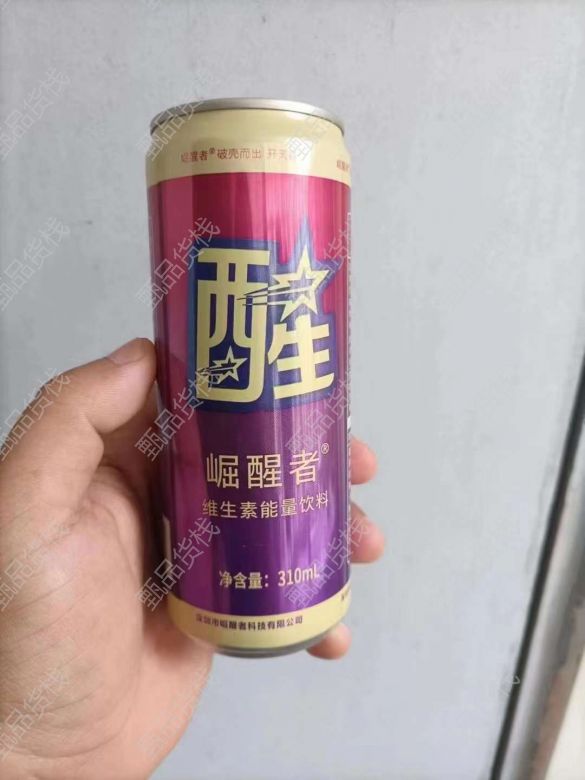 崛醒者®破壳而出
醒
崛醒者®
维生素能量饮料
净含量：310mL
深圳市崛醒者科技有限公司
甄品货栈